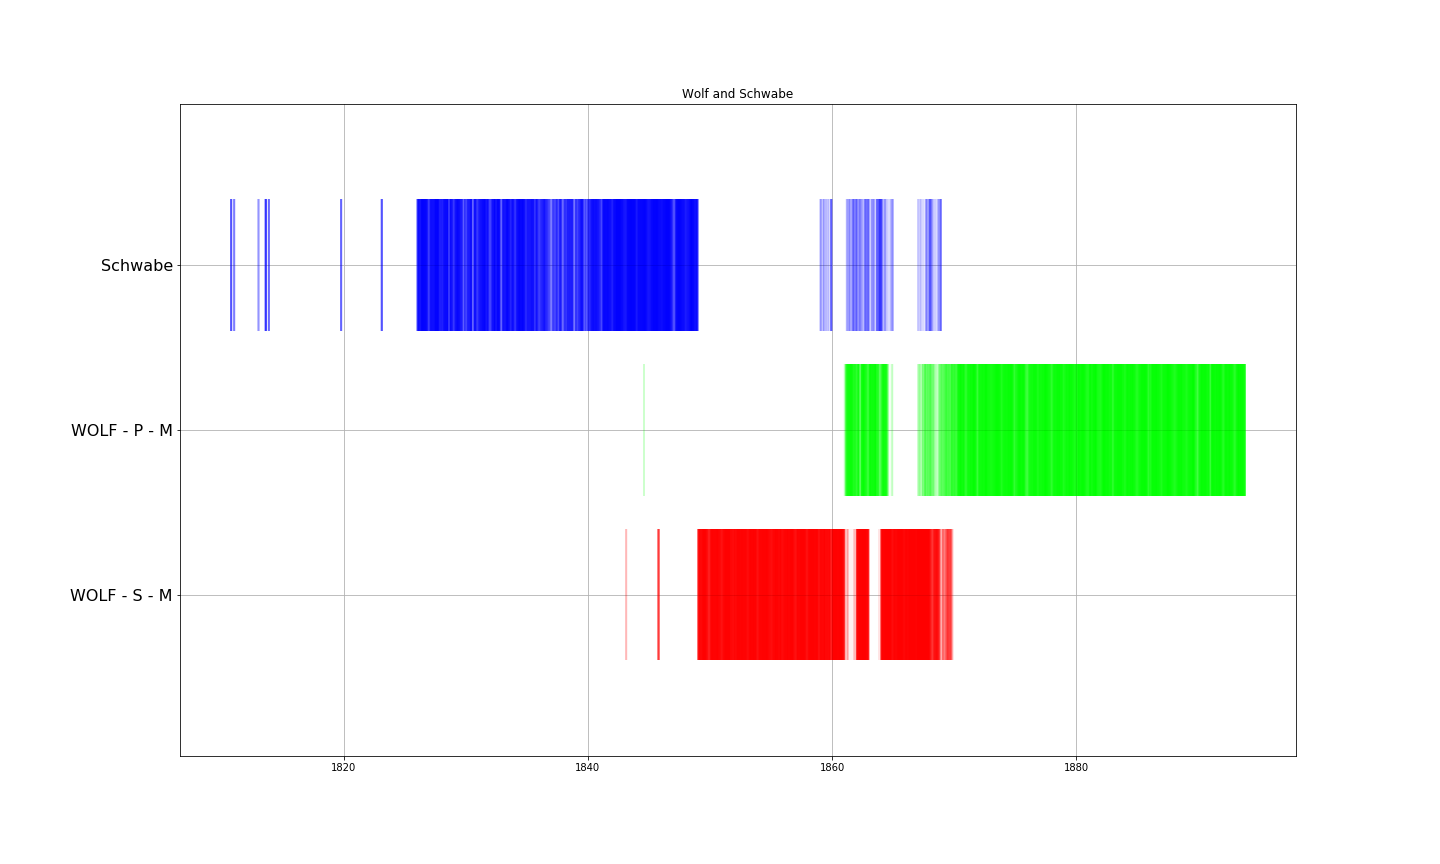 Wolf and Schwabe
Schwabe
WOLF - P - M
WOLF - S - M
1820 1840 1860 1880